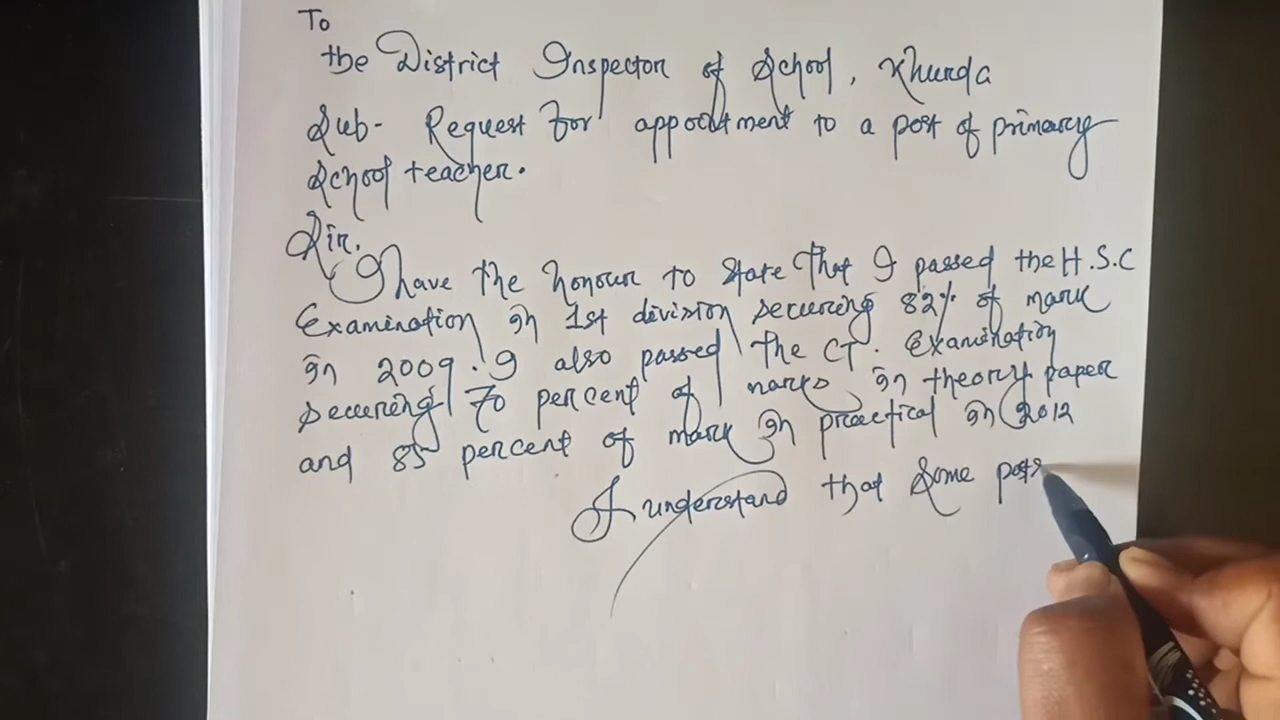 To
the District Inspector of School, Khurda
Sub- Request For appointment to a post of primary
School teacher.
Sir.
I have the honour to state that I passed the H.S.C
Examination in 1st division securing 82% of mark
in 2009. I also passed the CT. Examination
securing 70 percent of marks in theory paper
and 85 percent of mark in practical in 2012
I understand that Some post